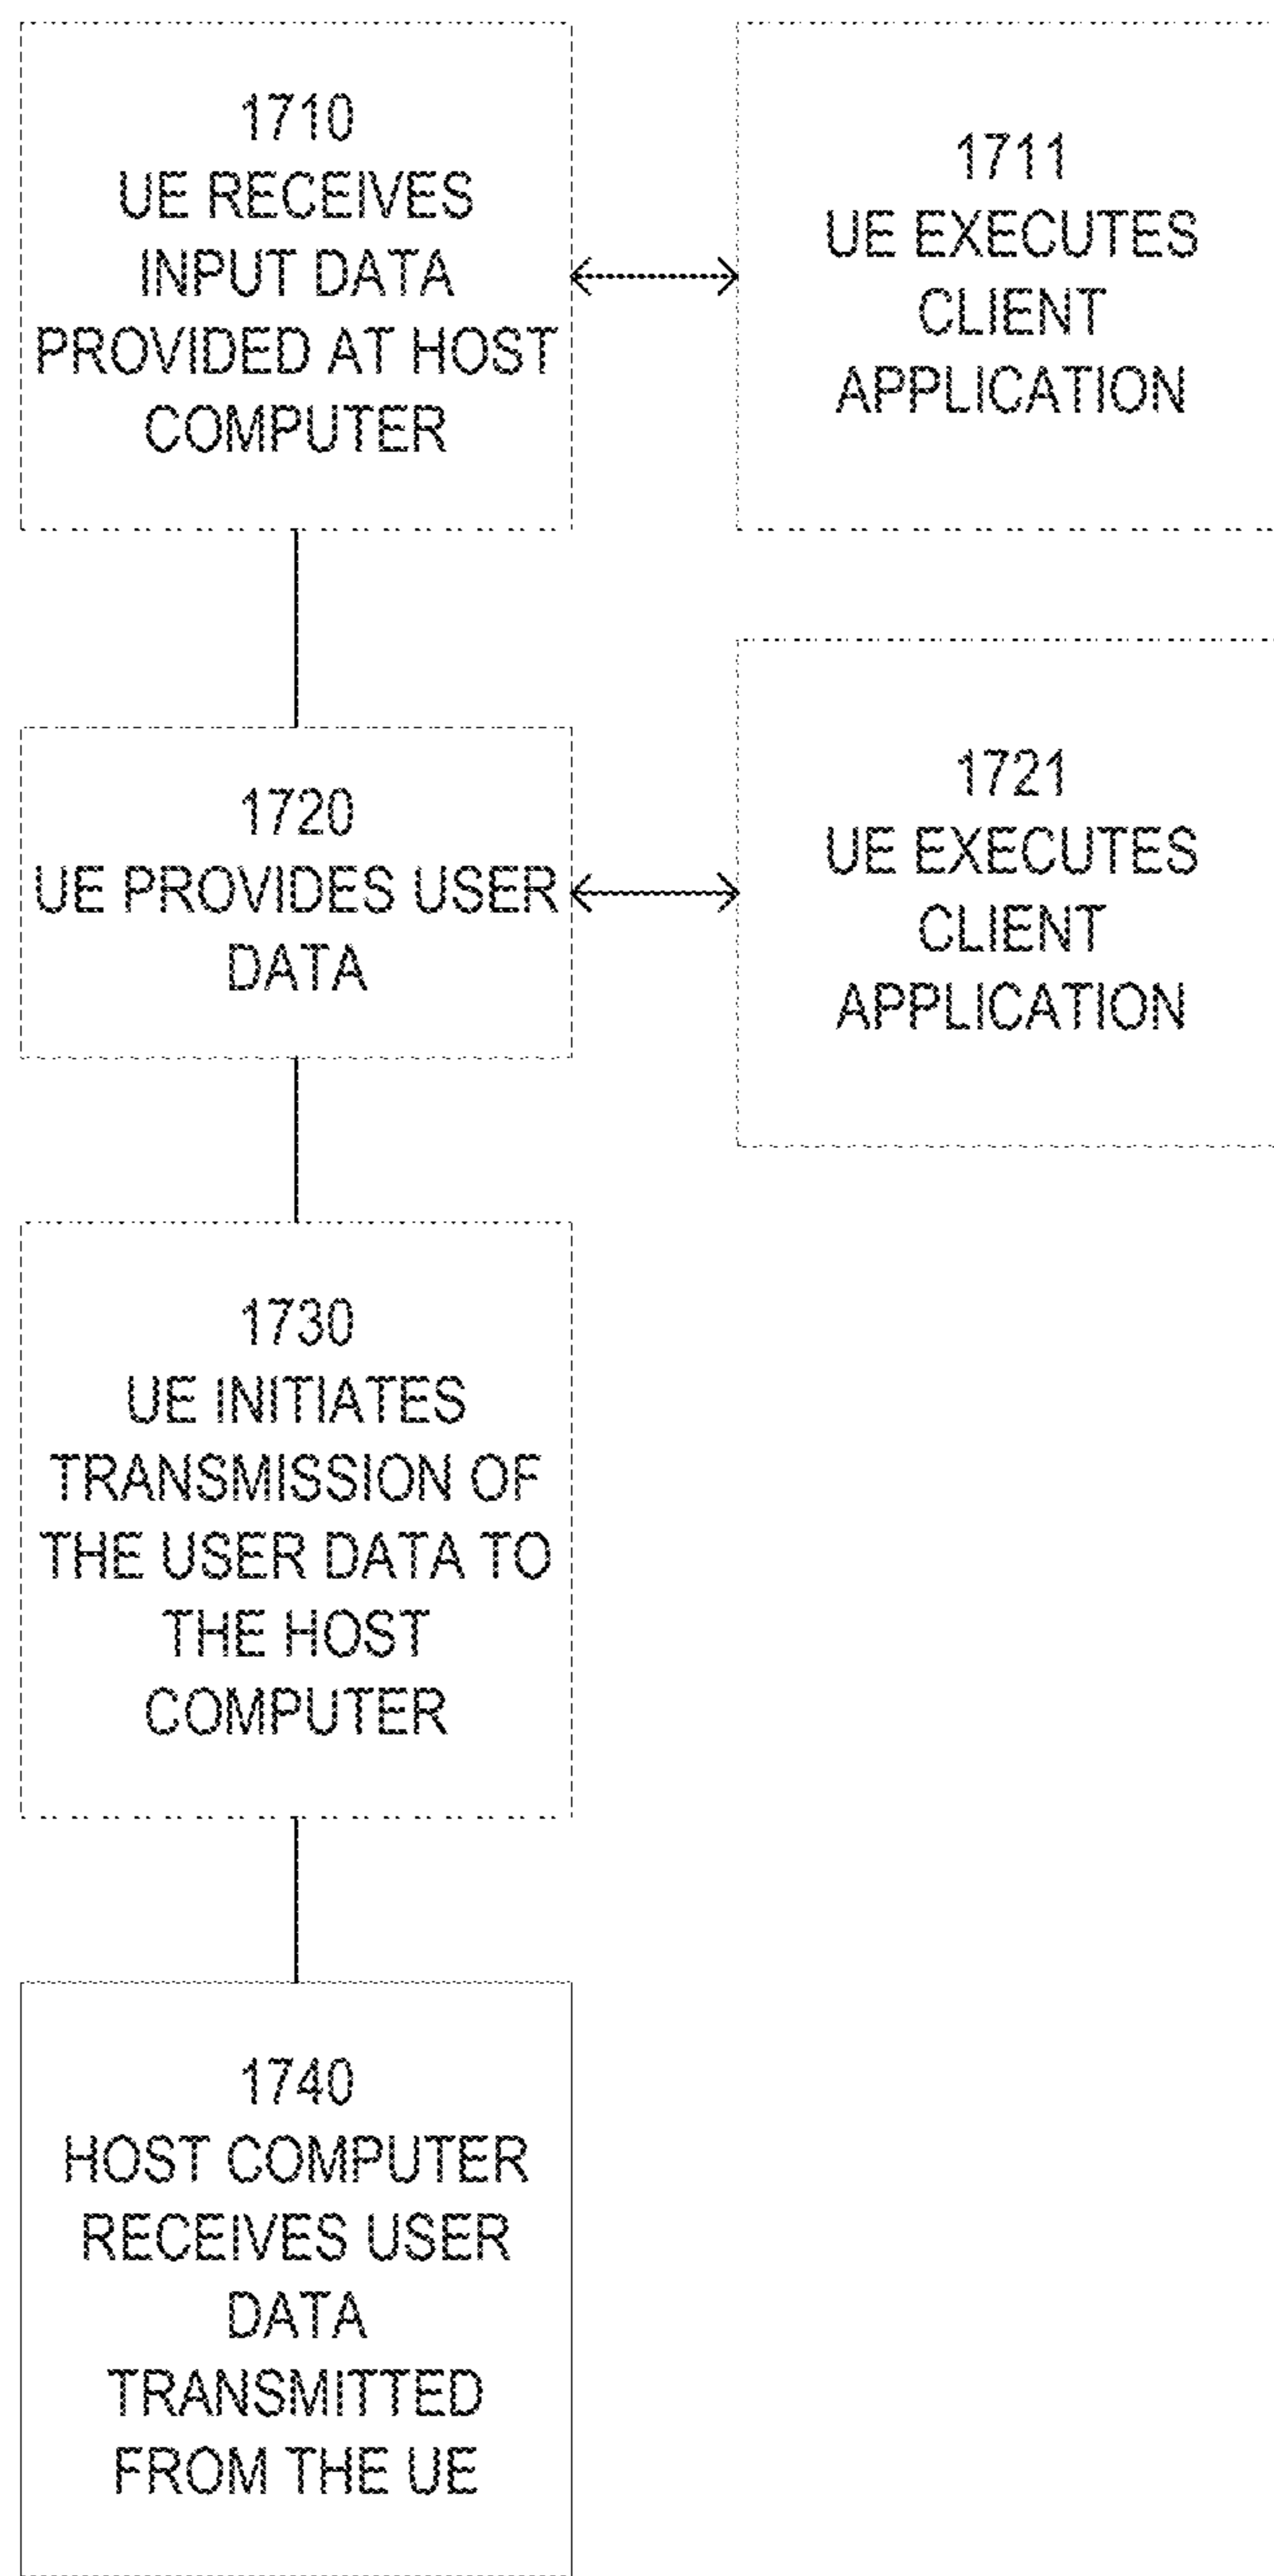 1710
UE RECEIVES
INPUT DATA
PROVIDED AT HOST
COMPUTER
1711
UE EXECUTES
CLIENT
APPLICATION
1720
UE PROVIDES USER
DATA
1721
UE EXECUTES
CLIENT
APPLICATION
1730
UE INITIATES
TRANSMISSION OF
THE USER DATA TO
THE HOST
COMPUTER
1740
HOST COMPUTER
RECEIVES USER
DATA
TRANSMITTED
FROM THE UE